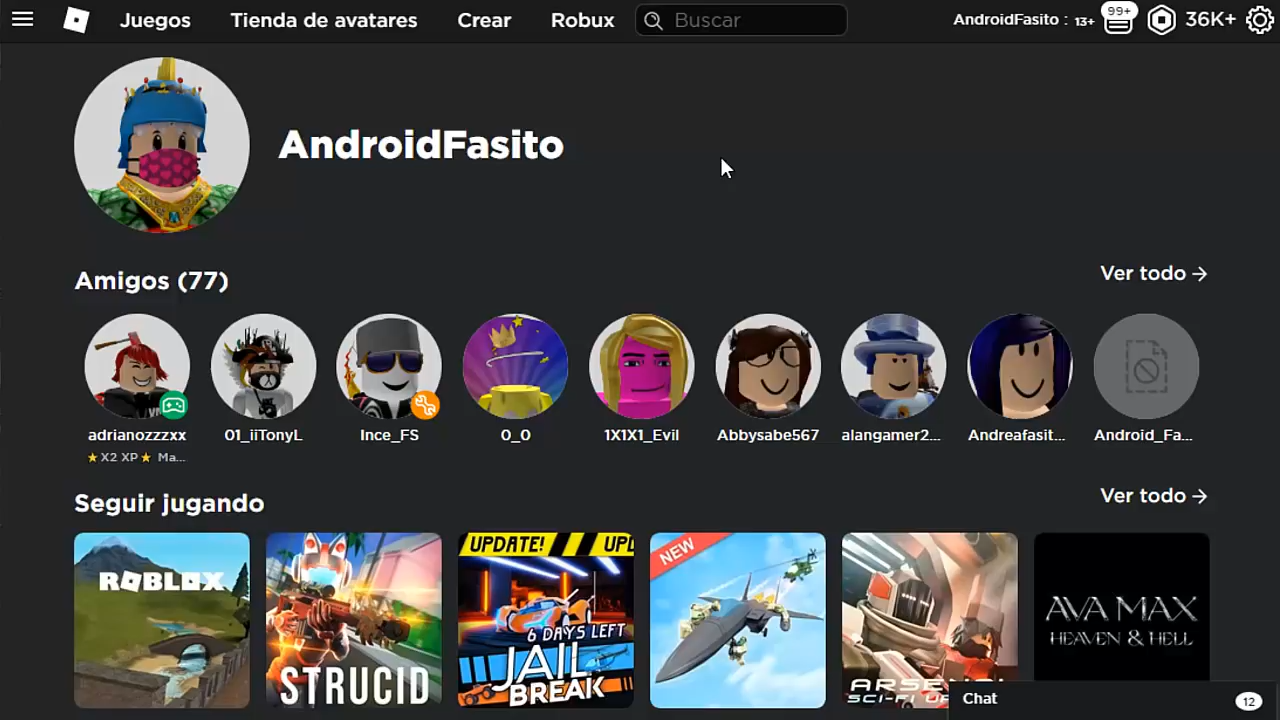 Juegos Tienda de avatares Crear Robux Buscar AndroidFasito : 13+ 99+ 36K+
AndroidFasito
Amigos (77) Ver todo →
adrianozzzxx 01_iiTonyL Ince_FS 0_0 1X1X1_Evil Abbysabe567 alangamer2... Andreafasit... Android_Fa...
★ X2 XP ★ Ma...
Seguir jugando Ver todo →
ROBLOX
STRUCID
UPDATE! UPD
6 DAYS LEFT
JAIL
BREAK
NEW
ARSENAL
SCI-FI UP
AVA MAX
HEAVEN & HELL
Chat 12